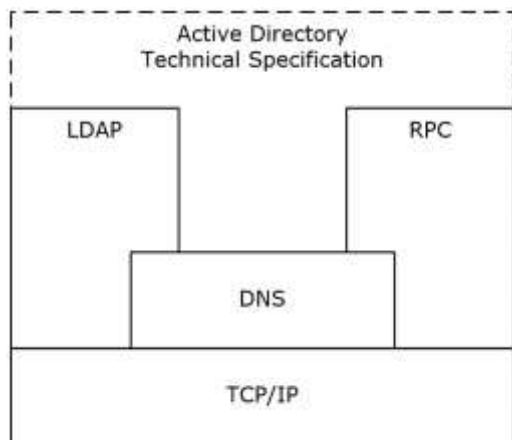 Active Directory
Technical Specification
LDAP
RPC
DNS
TCP/IP